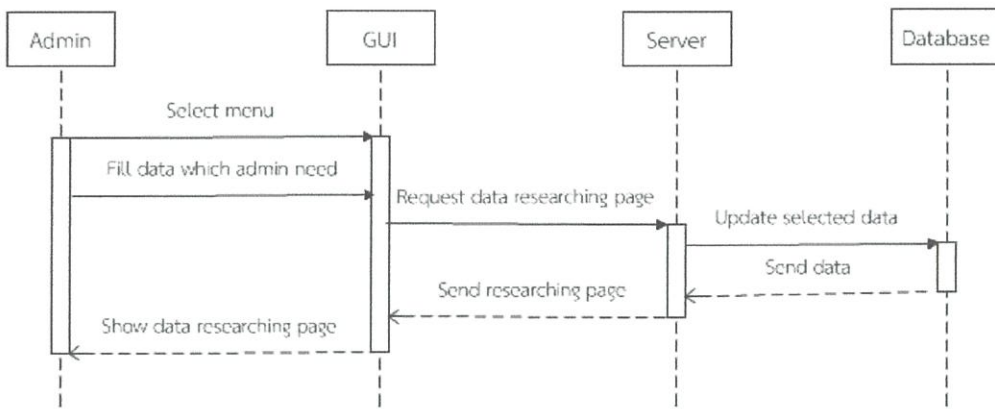 Admin
GUI
Server
Database
Select menu
Fill data which admin need
Request data researching page
Update selected data
Send data
Send researching page
Show data researching page